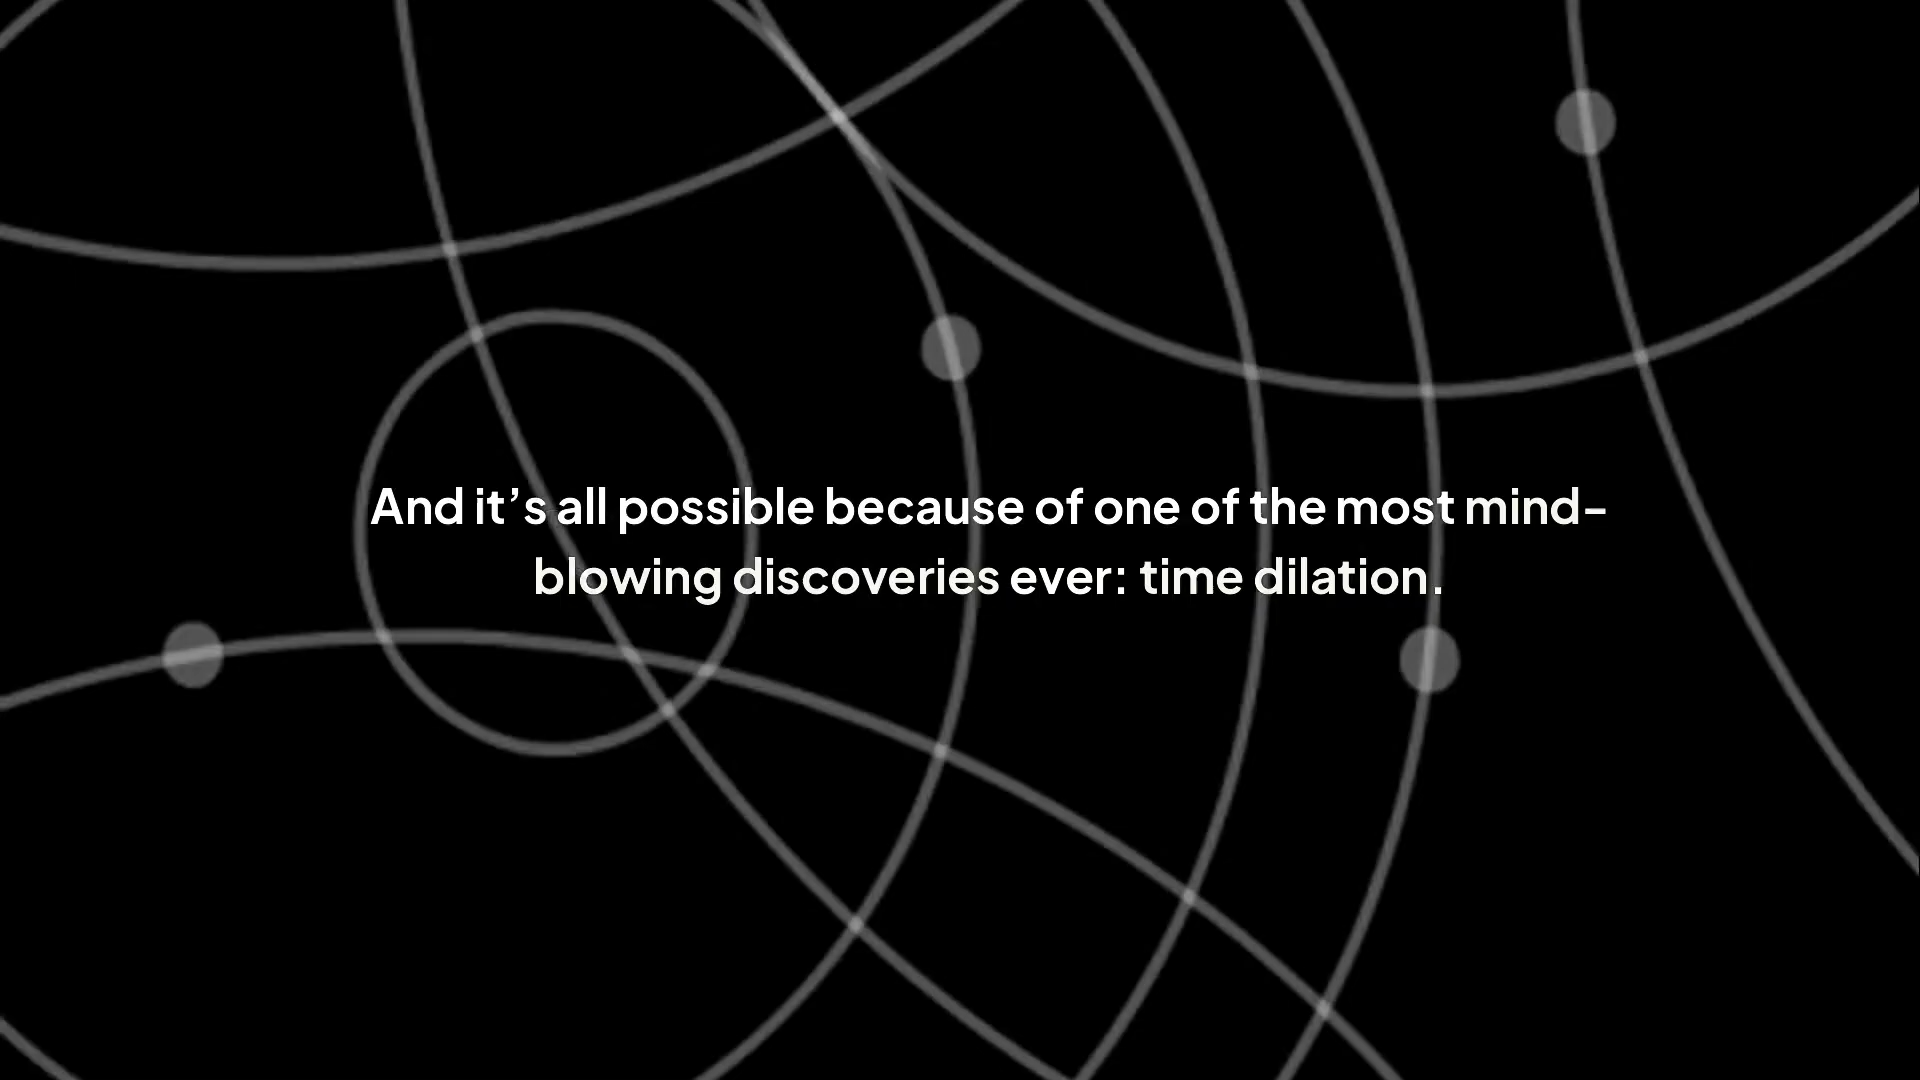 And it’s all possible because of one of the most mind-
blowing discoveries ever: time dilation.